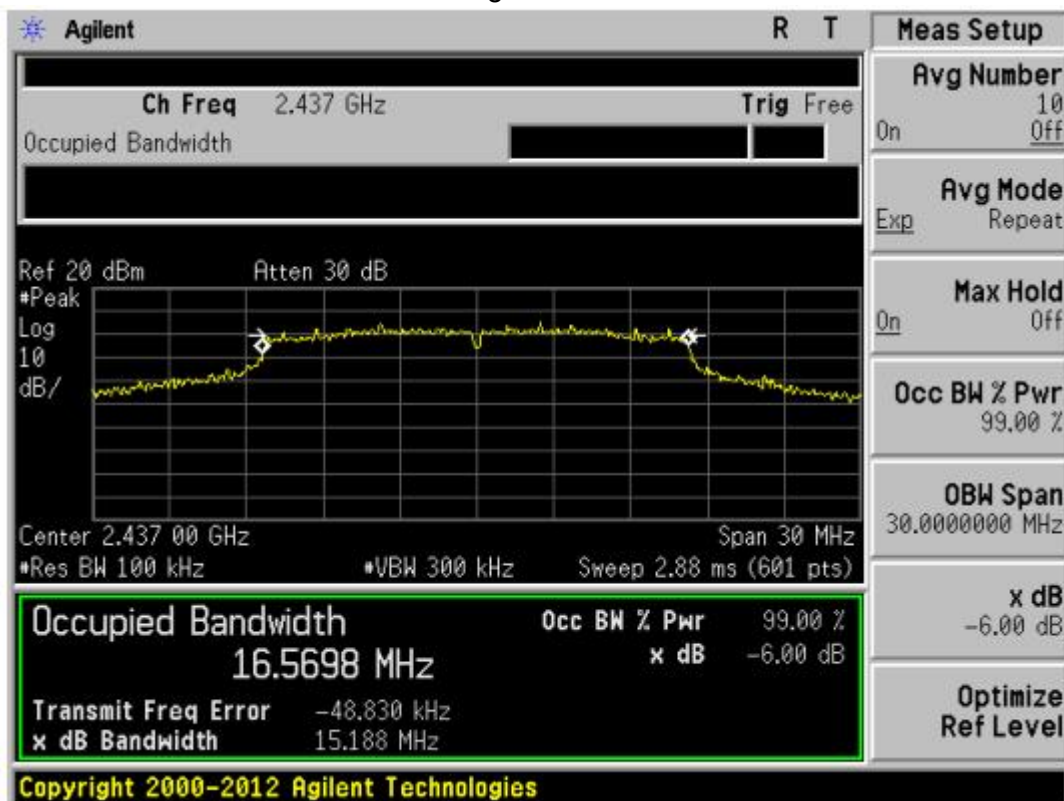 Agilent R T
Ch Freq 2.437 GHz Trig Free
Occupied Bandwidth
Ref 20 dBm Atten 30 dB
#Peak
Log
10
dB/
Center 2.437 00 GHz Span 30 MHz
#Res BW 100 kHz #VBW 300 kHz Sweep 2.88 ms (601 pts)
Occupied Bandwidth Occ BW % Pwr 99.00 %
16.5698 MHz x dB -6.00 dB
Transmit Freq Error -48.830 kHz
x dB Bandwidth 15.188 MHz
Copyright 2000-2012 Agilent Technologies
Meas Setup
Avg Number
10
On Off
Avg Mode
Exp Repeat
Max Hold
On Off
Occ BW % Pwr
99.00 %
OBW Span
30.0000000 MHz
x dB
-6.00 dB
Optimize
Ref Level